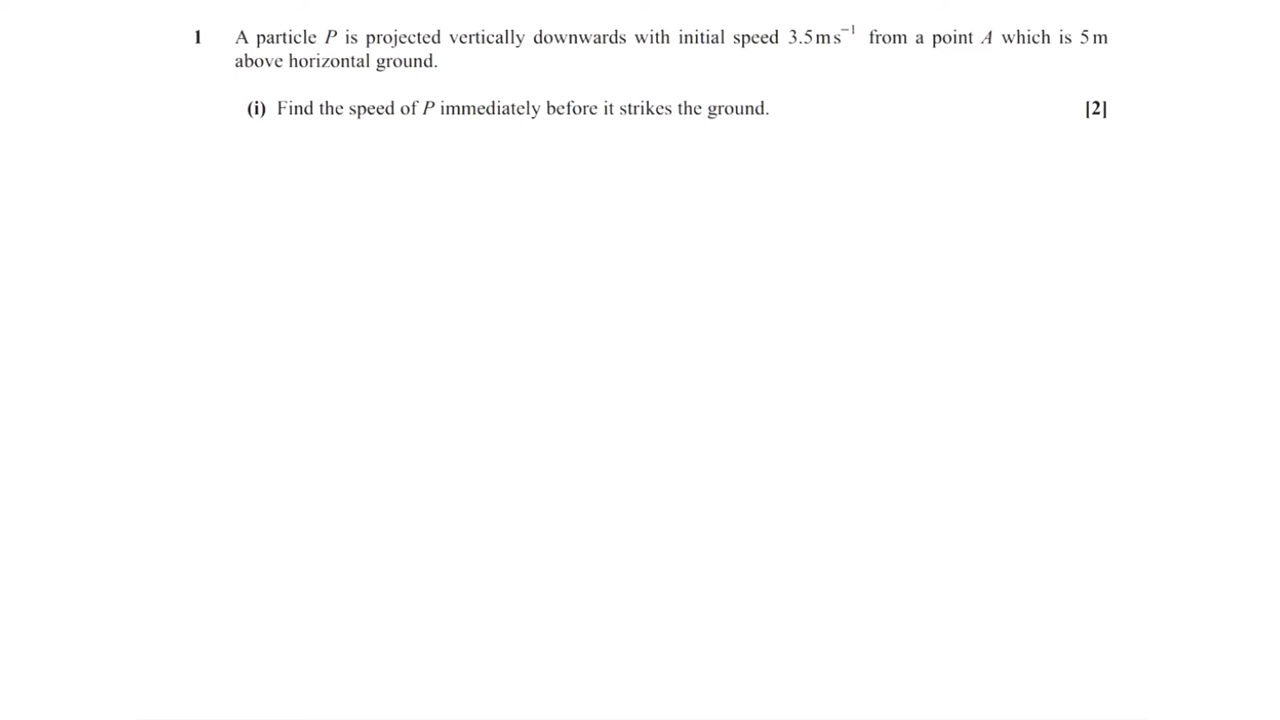 1 A particle P is projected vertically downwards with initial speed 3.5 m s⁻¹ from a point A which is 5 m
above horizontal ground.
(i) Find the speed of P immediately before it strikes the ground. [2]